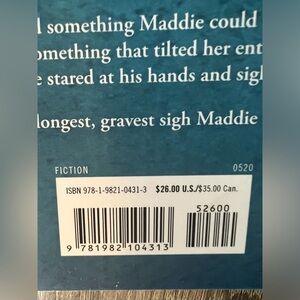 d something Maddie could
omething that tilted her ent
e stared at his hands and sigh
longest, gravest sigh Maddie
FICTION 0520
ISBN 978-1-9821-0431-3 $26.00 U.S./$35.00 Can.
52600
9 781982 104313